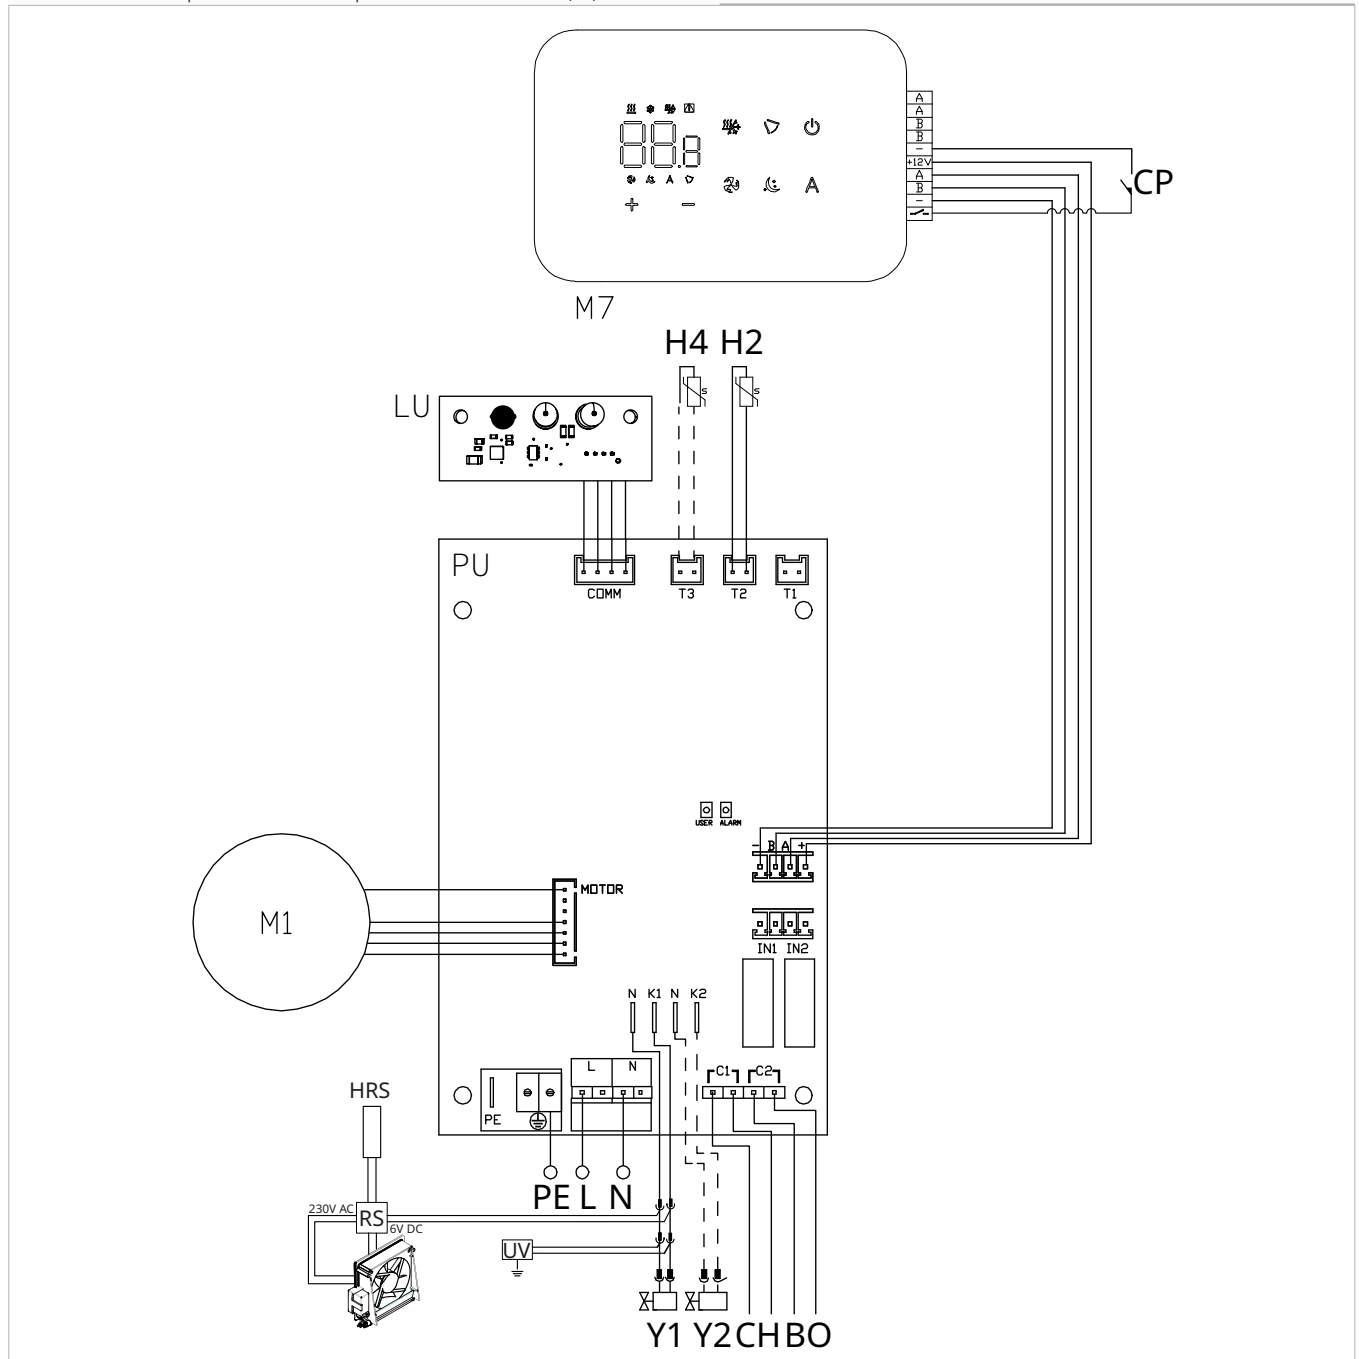 A
A
B
B
-
+12V
A
B
-
88.8
A
A
+ -
CP
M7
H4 H2
S S
LU
PU
COMM T3 T2 T1
USER ALARM
- B A +
MOTOR
M1
IN1 IN2
N K1 N K2
L N
C1 C2
PE
HRS
PE L N
230V AC
RS
6V DC
UV
Y1 Y2 CH BO